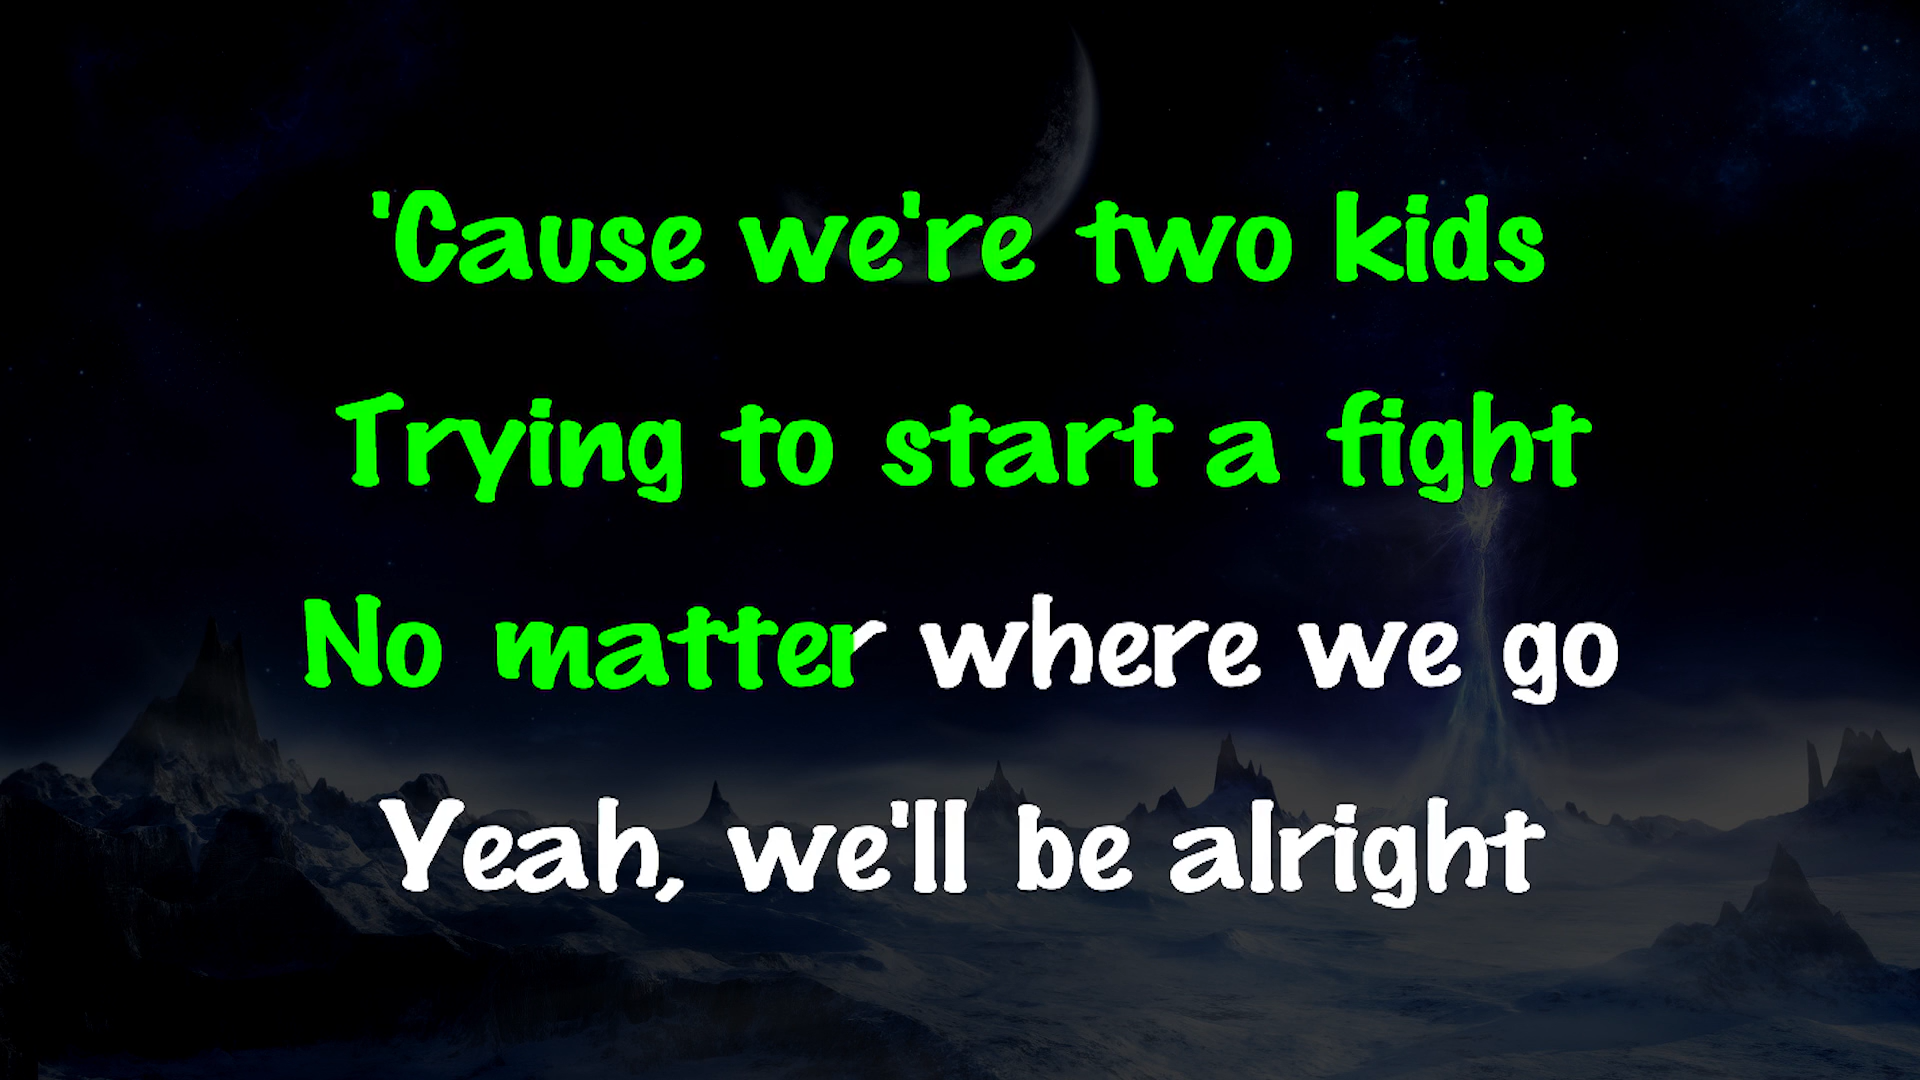 'Cause we're two kids
Trying to start a fight
No matter where we go
Yeah, we'll be alright